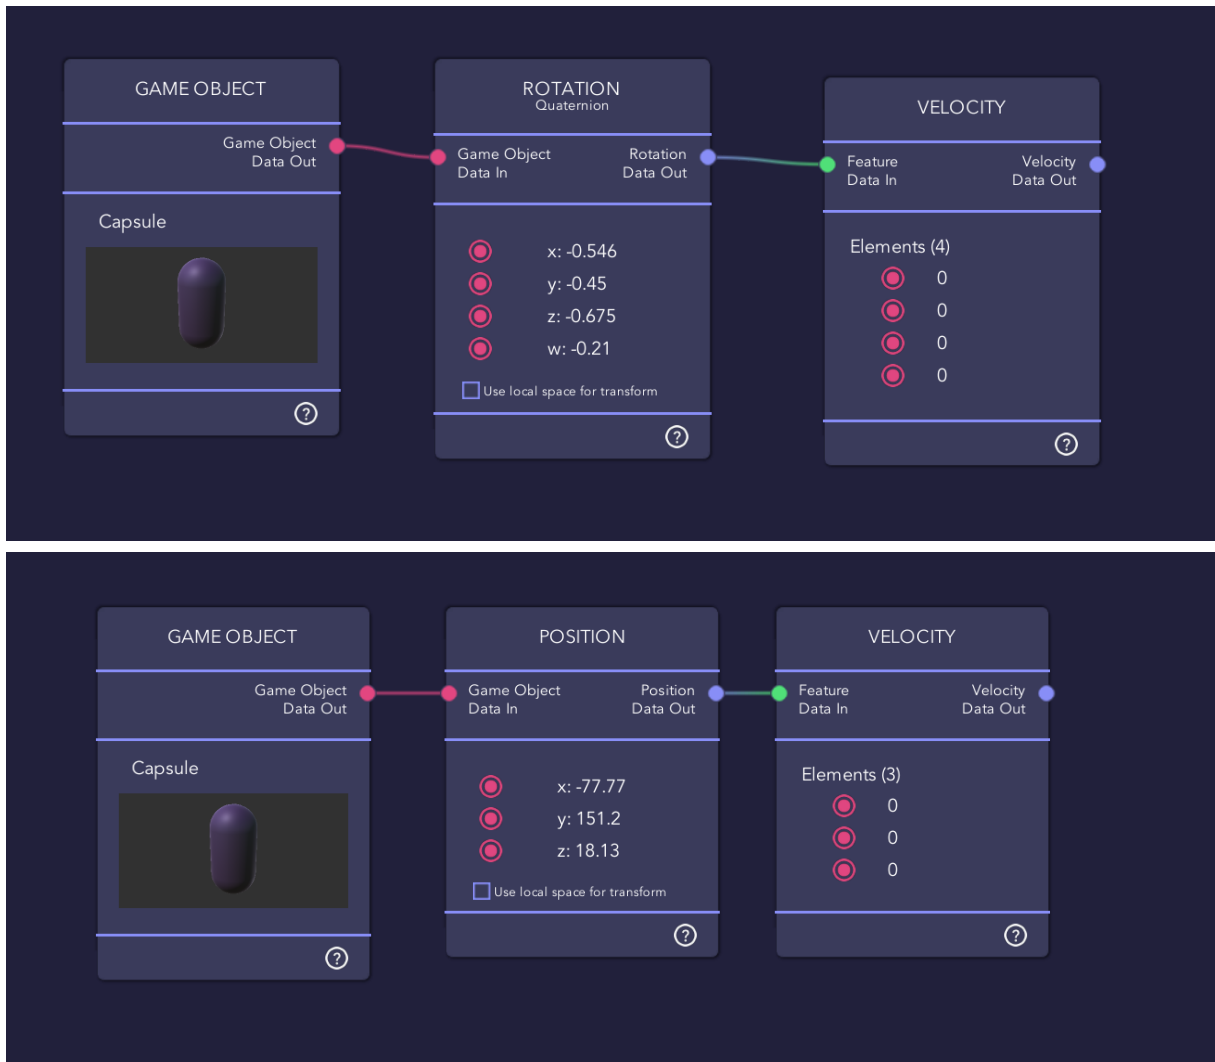 GAME OBJECT
Game Object
Data Out
Capsule
?
ROTATION
Quaternion
Game Object
Data In
Rotation
Data Out
x: -0.546
y: -0.45
z: -0.675
w: -0.21
Use local space for transform
?
VELOCITY
Feature
Data In
Velocity
Data Out
Elements (4)
0
0
0
0
?
GAME OBJECT
Game Object
Data Out
Capsule
?
POSITION
Game Object
Data In
Position
Data Out
x: -77.77
y: 151.2
z: 18.13
Use local space for transform
?
VELOCITY
Feature
Data In
Velocity
Data Out
Elements (3)
0
0
0
?